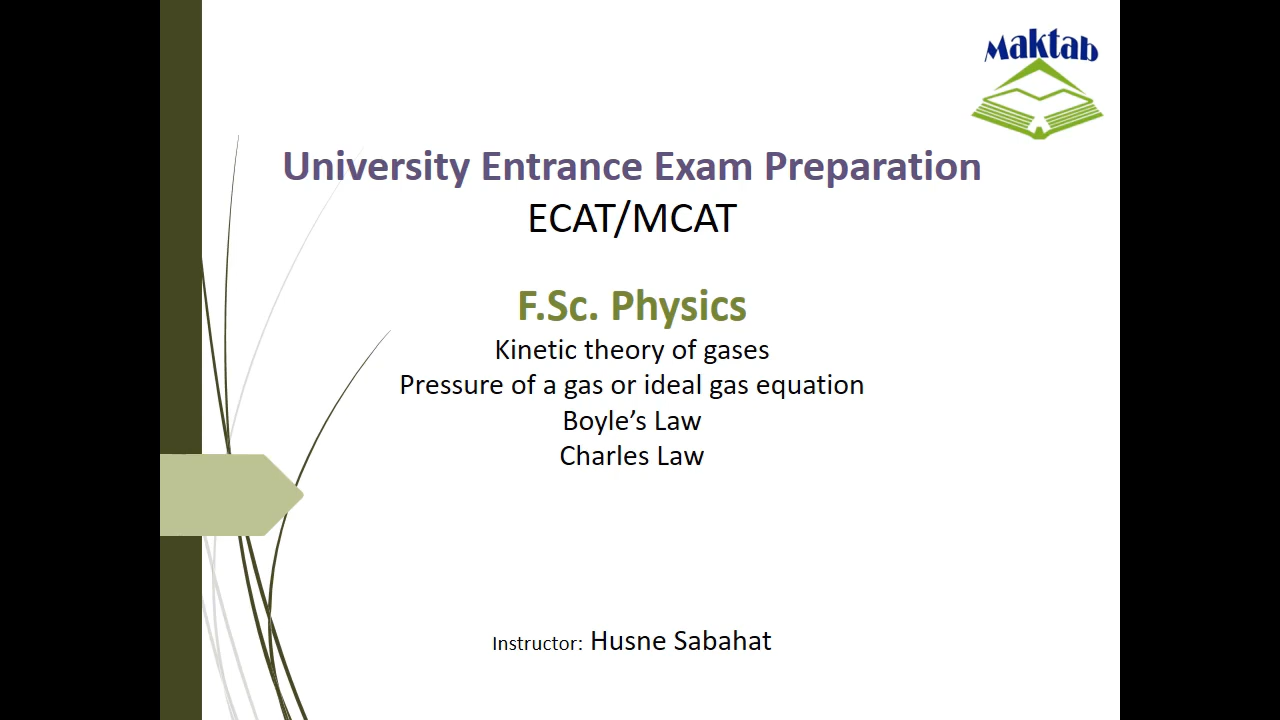 Maktab
University Entrance Exam Preparation
ECAT/MCAT
F.Sc. Physics
Kinetic theory of gases
Pressure of a gas or ideal gas equation
Boyle’s Law
Charles Law
Instructor: Husne Sabahat